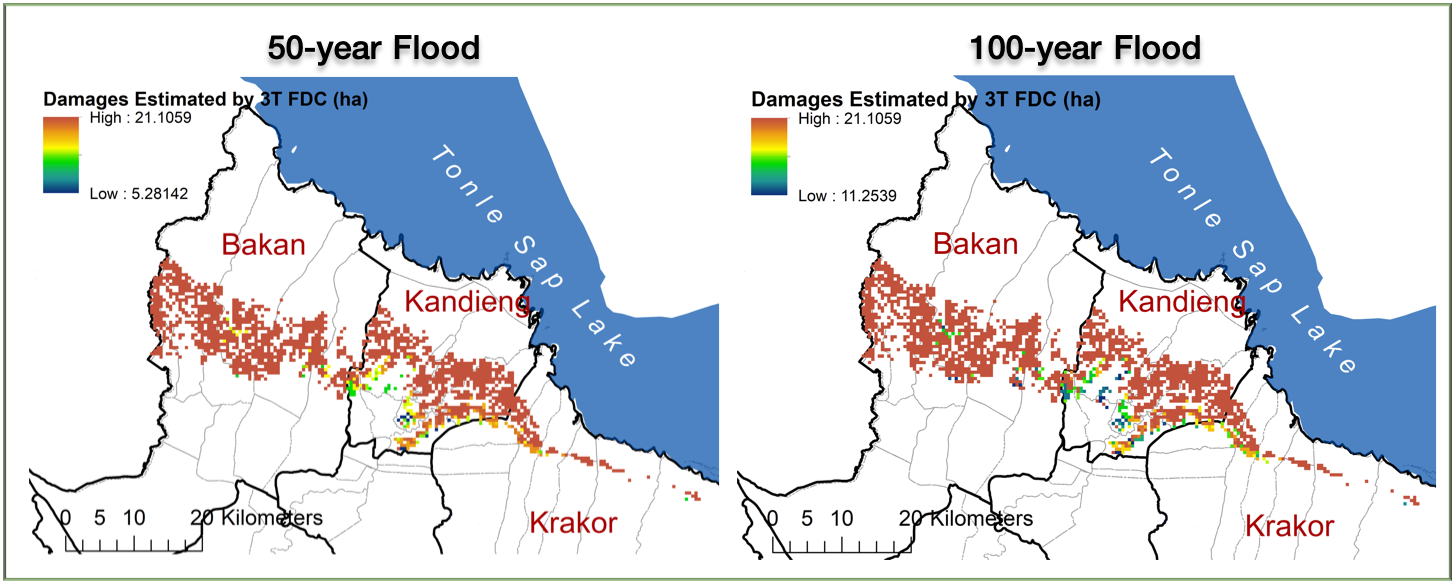 50-year Flood
Damages Estimated by 3T FDC (ha)
High : 21.1059
Low : 5.28142
Tonle Sap Lake
Bakan
Kandieng
Krakor
0 5 10 20 Kilometers
100-year Flood
Damages Estimated by 3T FDC (ha)
High : 21.1059
Low : 11.2539
Tonle Sap Lake
Bakan
Kandieng
Krakor
0 5 10 20 Kilometers